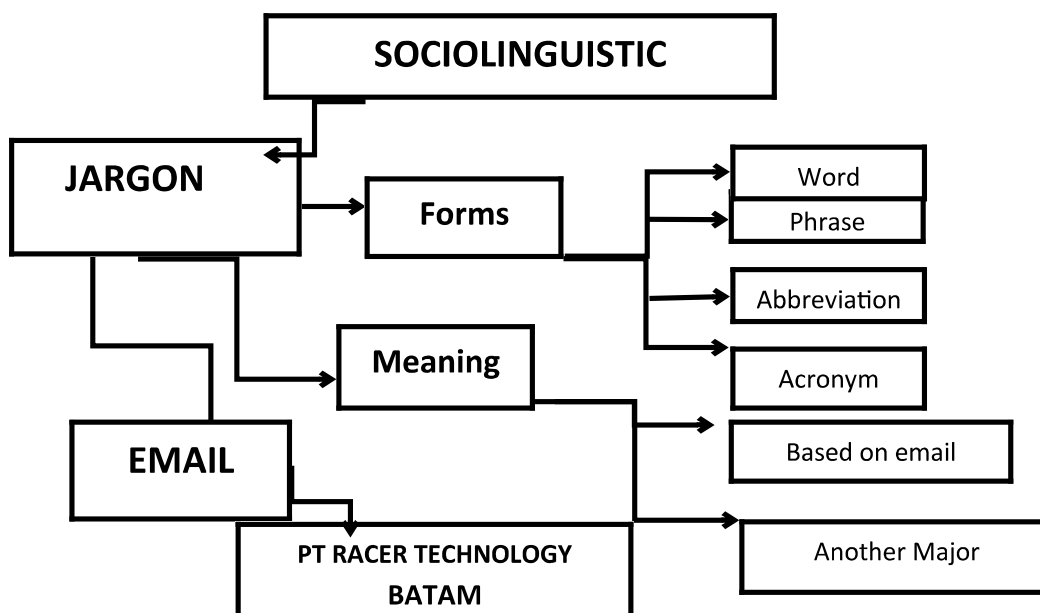 SOCIOLINGUISTIC
JARGON
Forms
Word
Phrase
Abbreviation
Acronym
Meaning
Based on email
Another Major
EMAIL
PT RACER TECHNOLOGY
BATAM